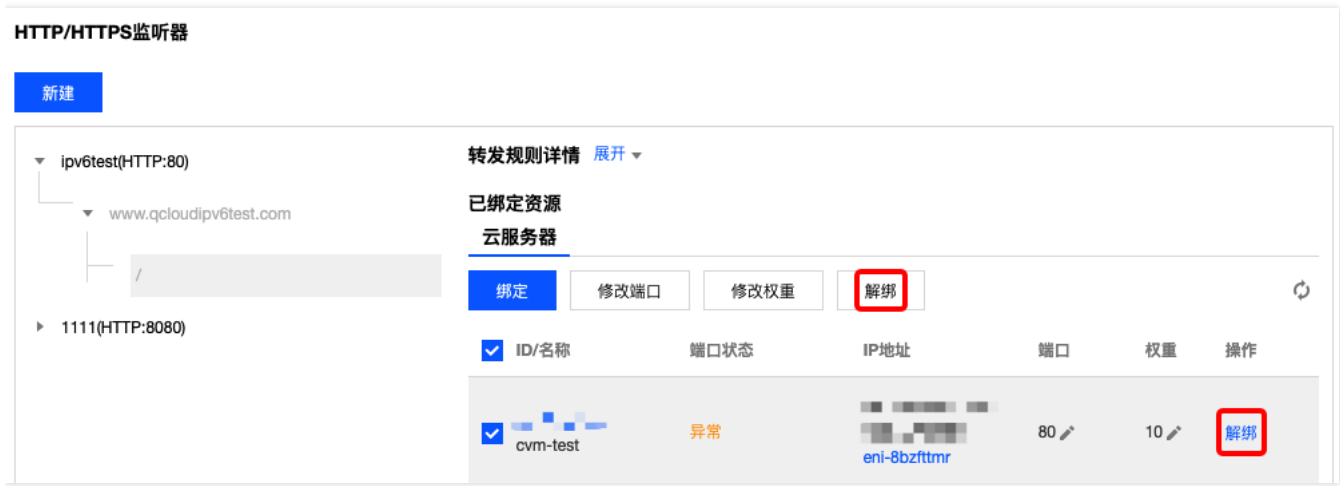 HTTP/HTTPS监听器
新建
ipv6test(HTTP:80)
www.qcloudipv6test.com
/
1111(HTTP:8080)
转发规则详情 展开
已绑定资源
云服务器
绑定 修改端口 修改权重 解绑
ID/名称 端口状态 IP地址 端口 权重 操作
cvm-test 异常 eni-8bzfttmr 80 10 解绑